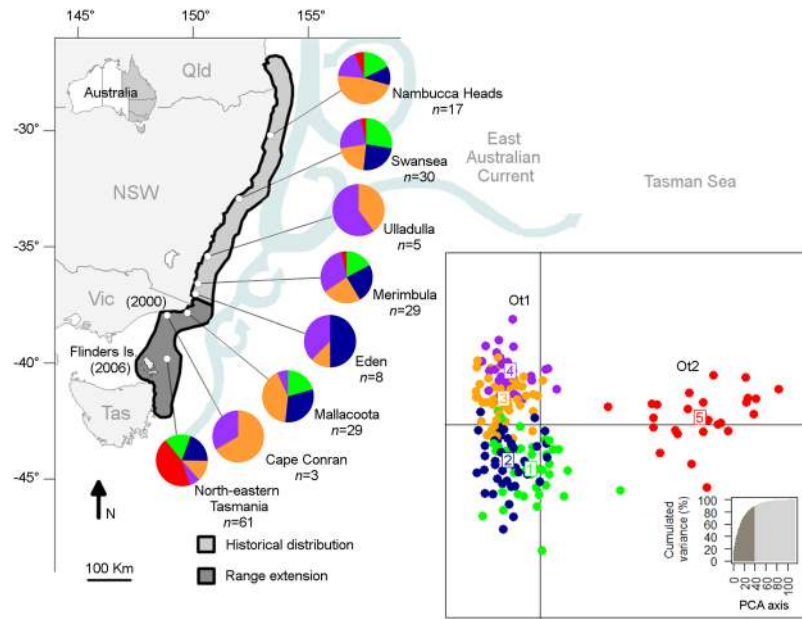 145° 150° 155°
-30°
-35°
-40°
-45°
Australia
Qld
NSW
Vic
(2000)
Flinders Is.
(2006)
Tas
Nambucca Heads
n=17
Swansea
n=30
Ulladulla
n=5
Merimbula
n=29
Eden
n=8
Mallacoota
n=29
Cape Conran
n=3
North-eastern
Tasmania
n=61
N
100 Km
Historical distribution
Range extension
East
Australian
Current
Tasman Sea
Ot1
Ot2
4
3
2
1
5
Cumulated
variance (%)
100
80
60
40
20
0
0 20 40 60 80 100
PCA axis